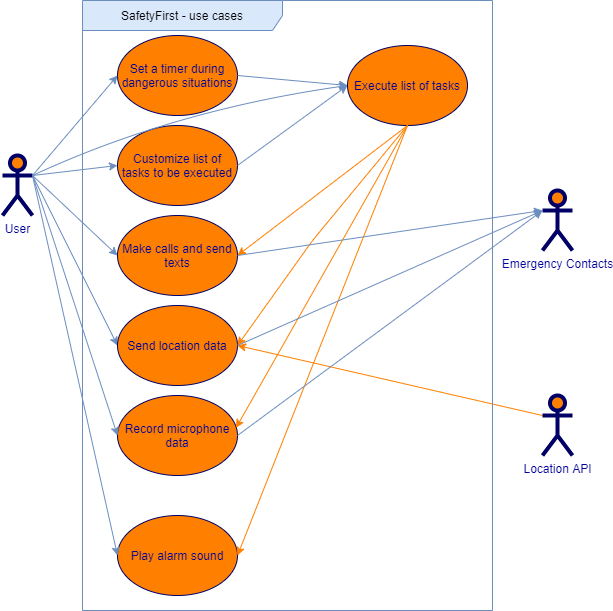 SafetyFirst - use cases
Set a timer during
dangerous situations
Execute list of tasks
Customize list of
tasks to be executed
User
Make calls and send
texts
Emergency Contacts
Send location data
Record microphone
data
Location API
Play alarm sound